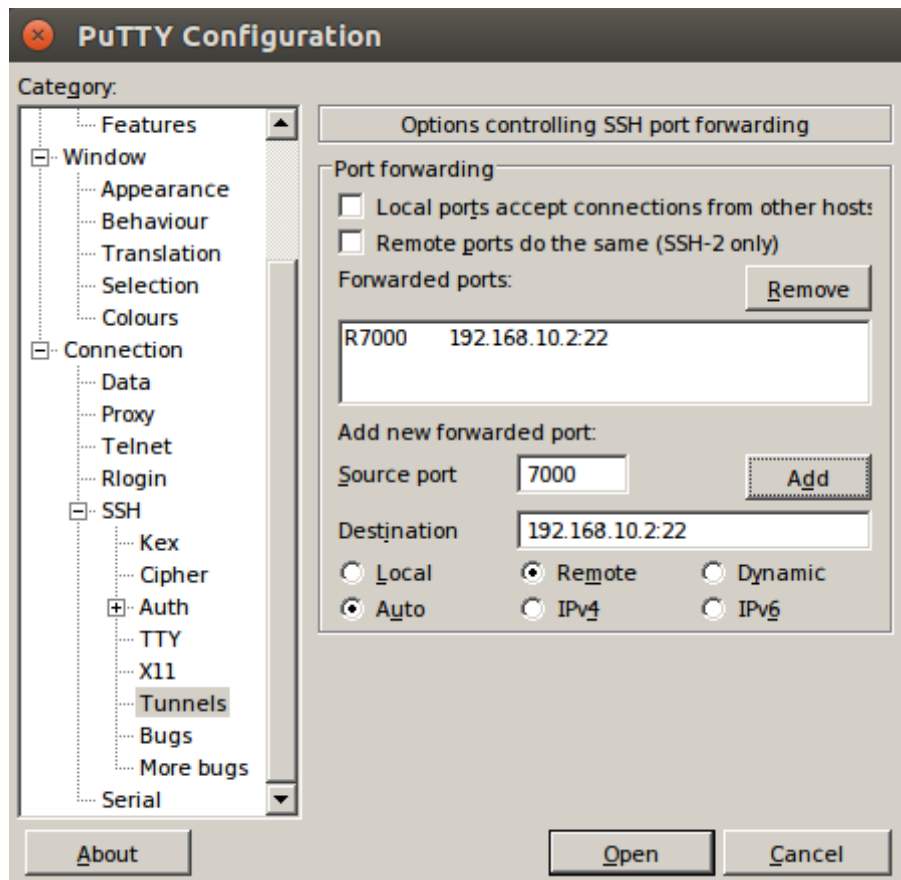 PuTTY Configuration
Category:
Features
Window
Appearance
Behaviour
Translation
Selection
Colours
Connection
Data
Proxy
Telnet
Rlogin
SSH
Kex
Cipher
Auth
TTY
X11
Tunnels
Bugs
More bugs
Serial
Options controlling SSH port forwarding
Port forwarding
Local ports accept connections from other hosts
Remote ports do the same (SSH-2 only)
Forwarded ports:
Remove
R7000 192.168.10.2:22
Add new forwarded port:
Source port 7000 Add
Destination 192.168.10.2:22
Local Remote Dynamic
Auto IPv4 IPv6
About Open Cancel